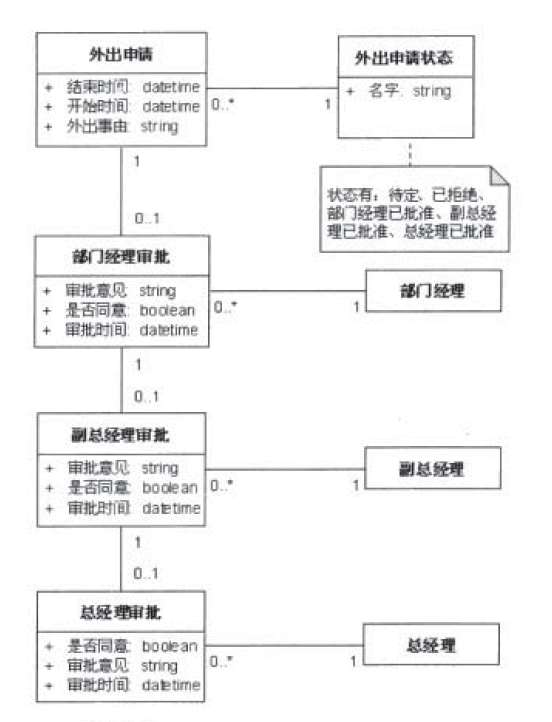 外出申请
+ 结束时间: datetime
+ 开始时间: datetime
+ 外出事由: string
0..*
1
外出申请状态
+ 名字: string
状态有：待定、已拒绝、
部门经理已批准、副总经
理已批准、总经理已批准
1
0..1
部门经理审批
+ 审批意见: string
+ 是否同意: boolean
+ 审批时间: datetime
0..*
1
部门经理
1
0..1
副总经理审批
+ 审批意见: string
+ 是否同意: boolean
+ 审批时间: datetime
0..*
1
副总经理
1
0..1
总经理审批
+ 是否同意: boolean
+ 审批意见: string
+ 审批时间: datetime
0..*
1
总经理